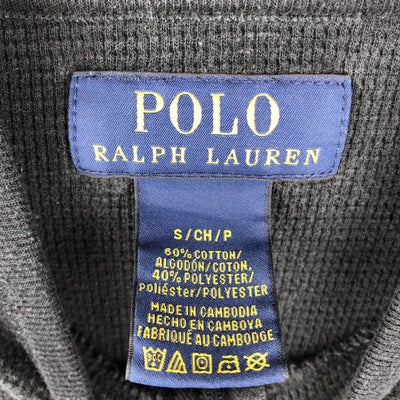 POLO
RALPH LAUREN
S/CH/P
60% COTTON/
ALGODÓN/COTON,
40% POLYESTER/
poliéster/POLYESTER
MADE IN CAMBODIA
HECHO EN CAMBOYA
FABRIQUÉ AU CAMBODGE